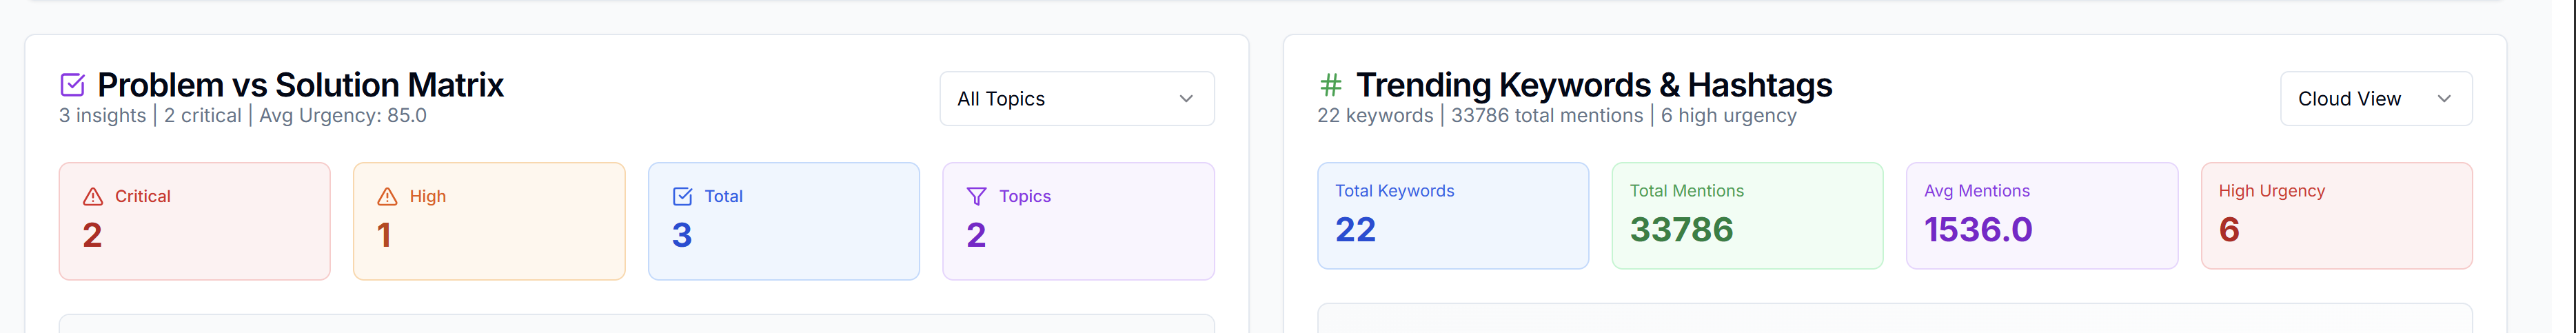 Problem vs Solution Matrix
3 insights | 2 critical | Avg Urgency: 85.0
All Topics
Critical
2
High
1
Total
3
Topics
2
Trending Keywords & Hashtags
22 keywords | 33786 total mentions | 6 high urgency
Cloud View
Total Keywords
22
Total Mentions
33786
Avg Mentions
1536.0
High Urgency
6